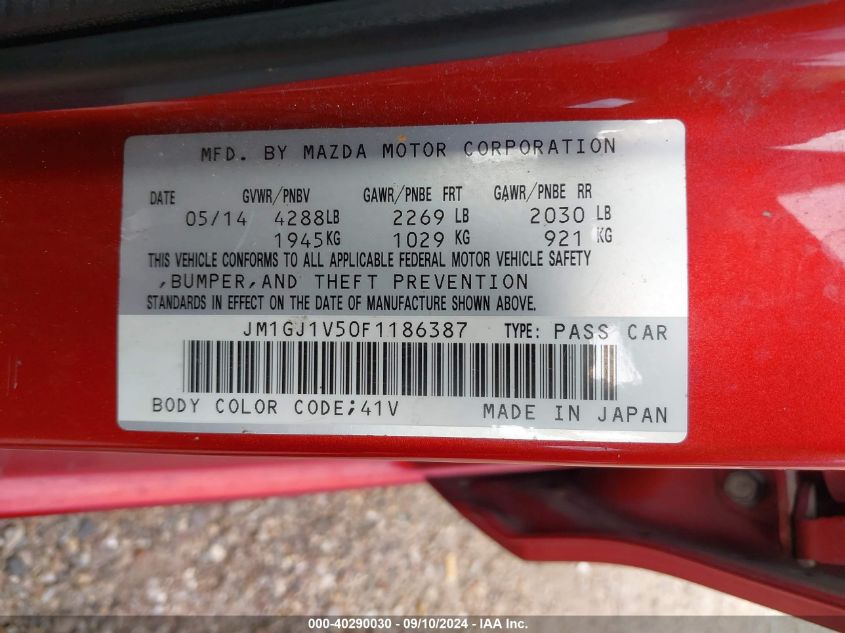 MFD. BY MAZDA MOTOR CORPORATION
DATE GVWR/PNBV GAWR/PNBE FRT GAWR/PNBE RR
05/14 4288LB 2269 LB 2030 LB
1945KG 1029 KG 921 KG
THIS VEHICLE CONFORMS TO ALL APPLICABLE FEDERAL MOTOR VEHICLE SAFETY
,BUMPER,AND THEFT PREVENTION
STANDARDS IN EFFECT ON THE DATE OF MANUFACTURE SHOWN ABOVE.
JM1GJ1V50F1186387 TYPE: PASS CAR
BODY COLOR CODE;41V MADE IN JAPAN
000-40290030 - 09/10/2024 - IAA Inc.